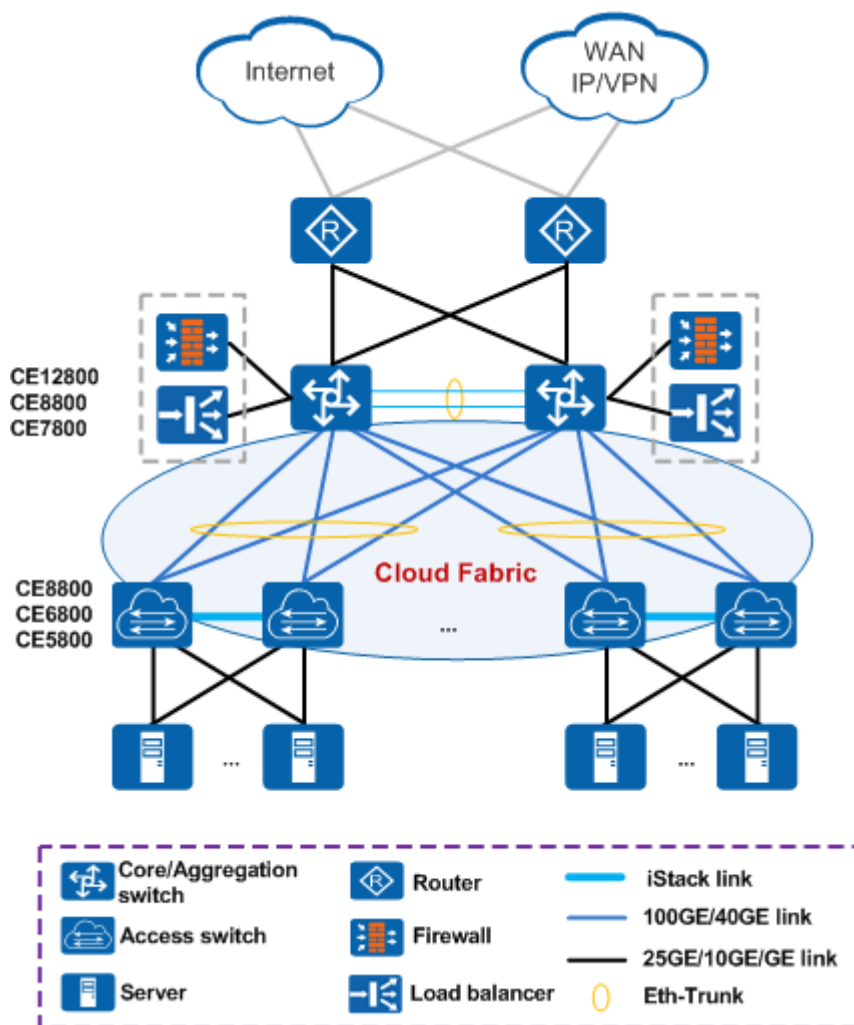 Internet
WAN
IP/VPN
R
R
CE12800
CE8800
CE7800
Cloud Fabric
CE8800
CE6800
CE5800
...
...
...
Core/Aggregation
switch
R
Router
iStack link
Access switch
Firewall
100GE/40GE link
25GE/10GE/GE link
Server
Load balancer
Eth-Trunk